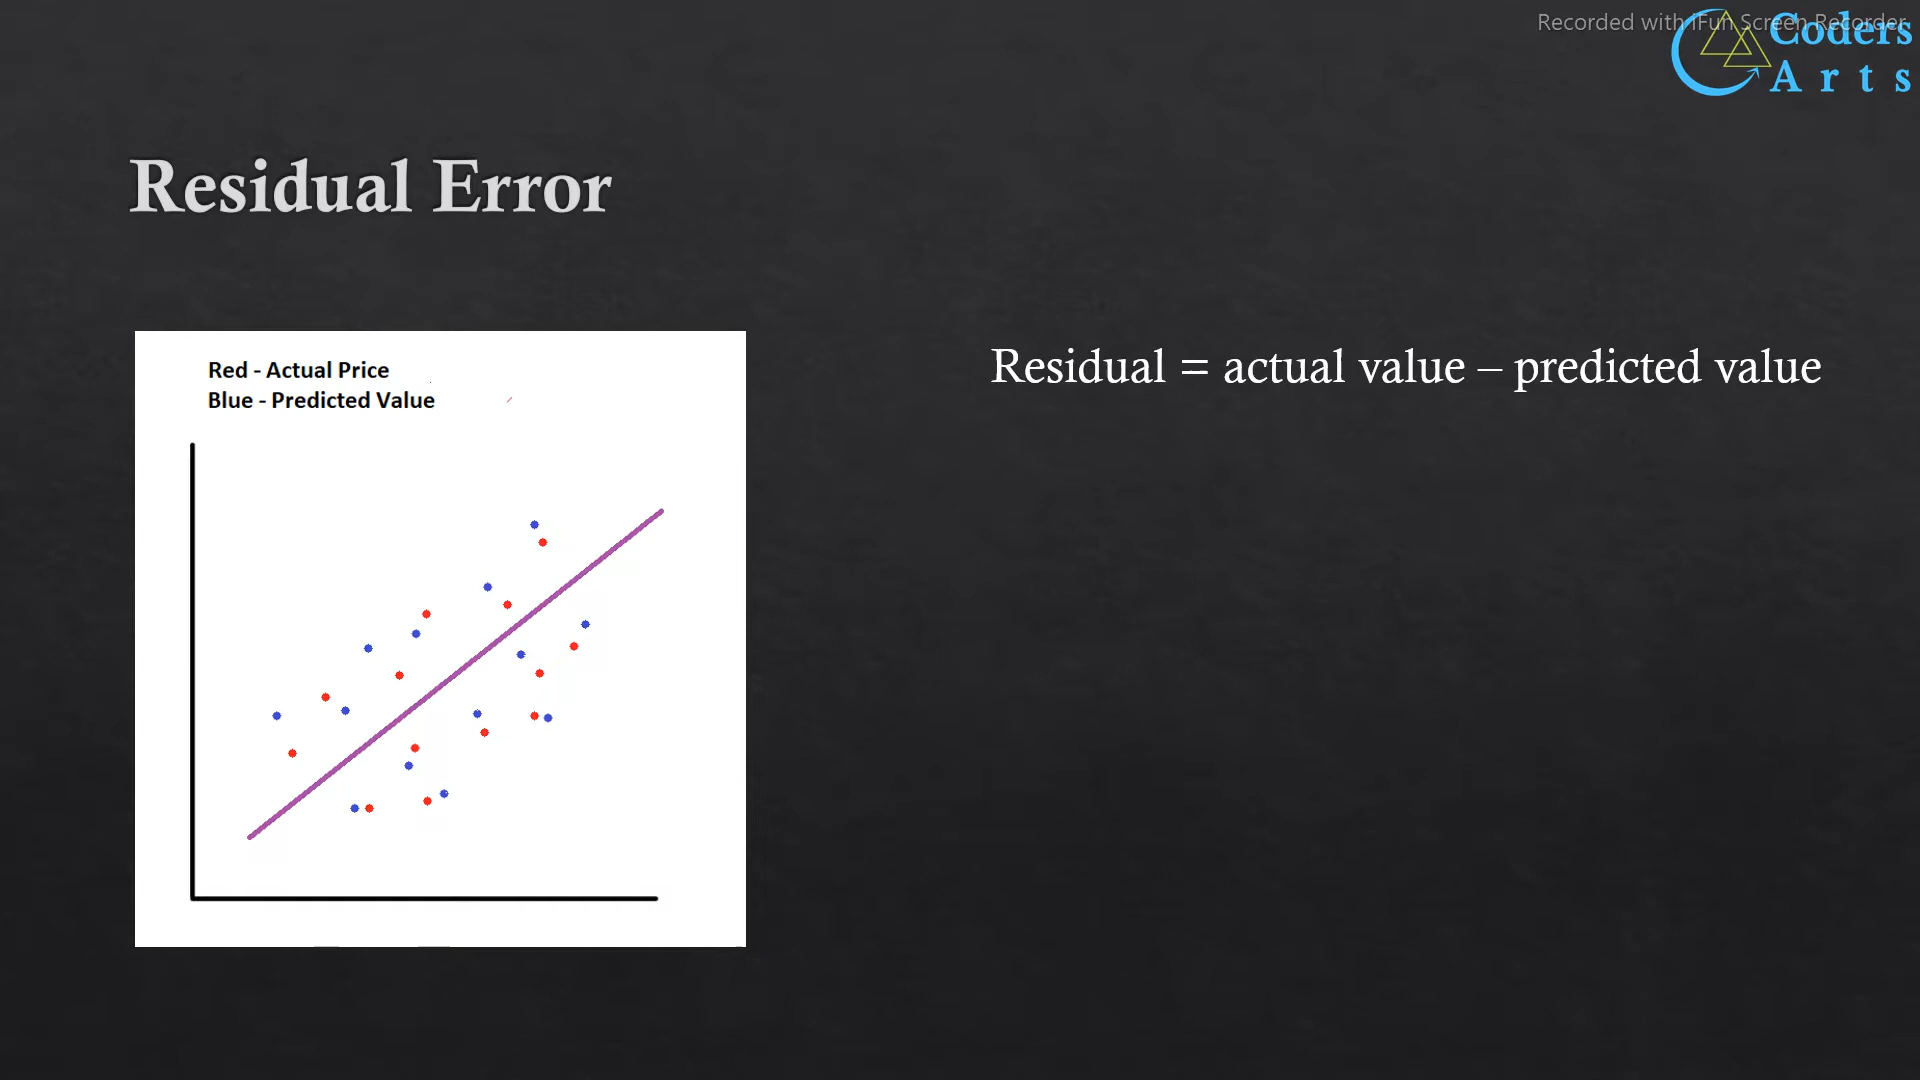 Recorded with iFun Screen Recorder
Coders
Arts
Residual Error
Red - Actual Price
Blue - Predicted Value
Residual = actual value – predicted value